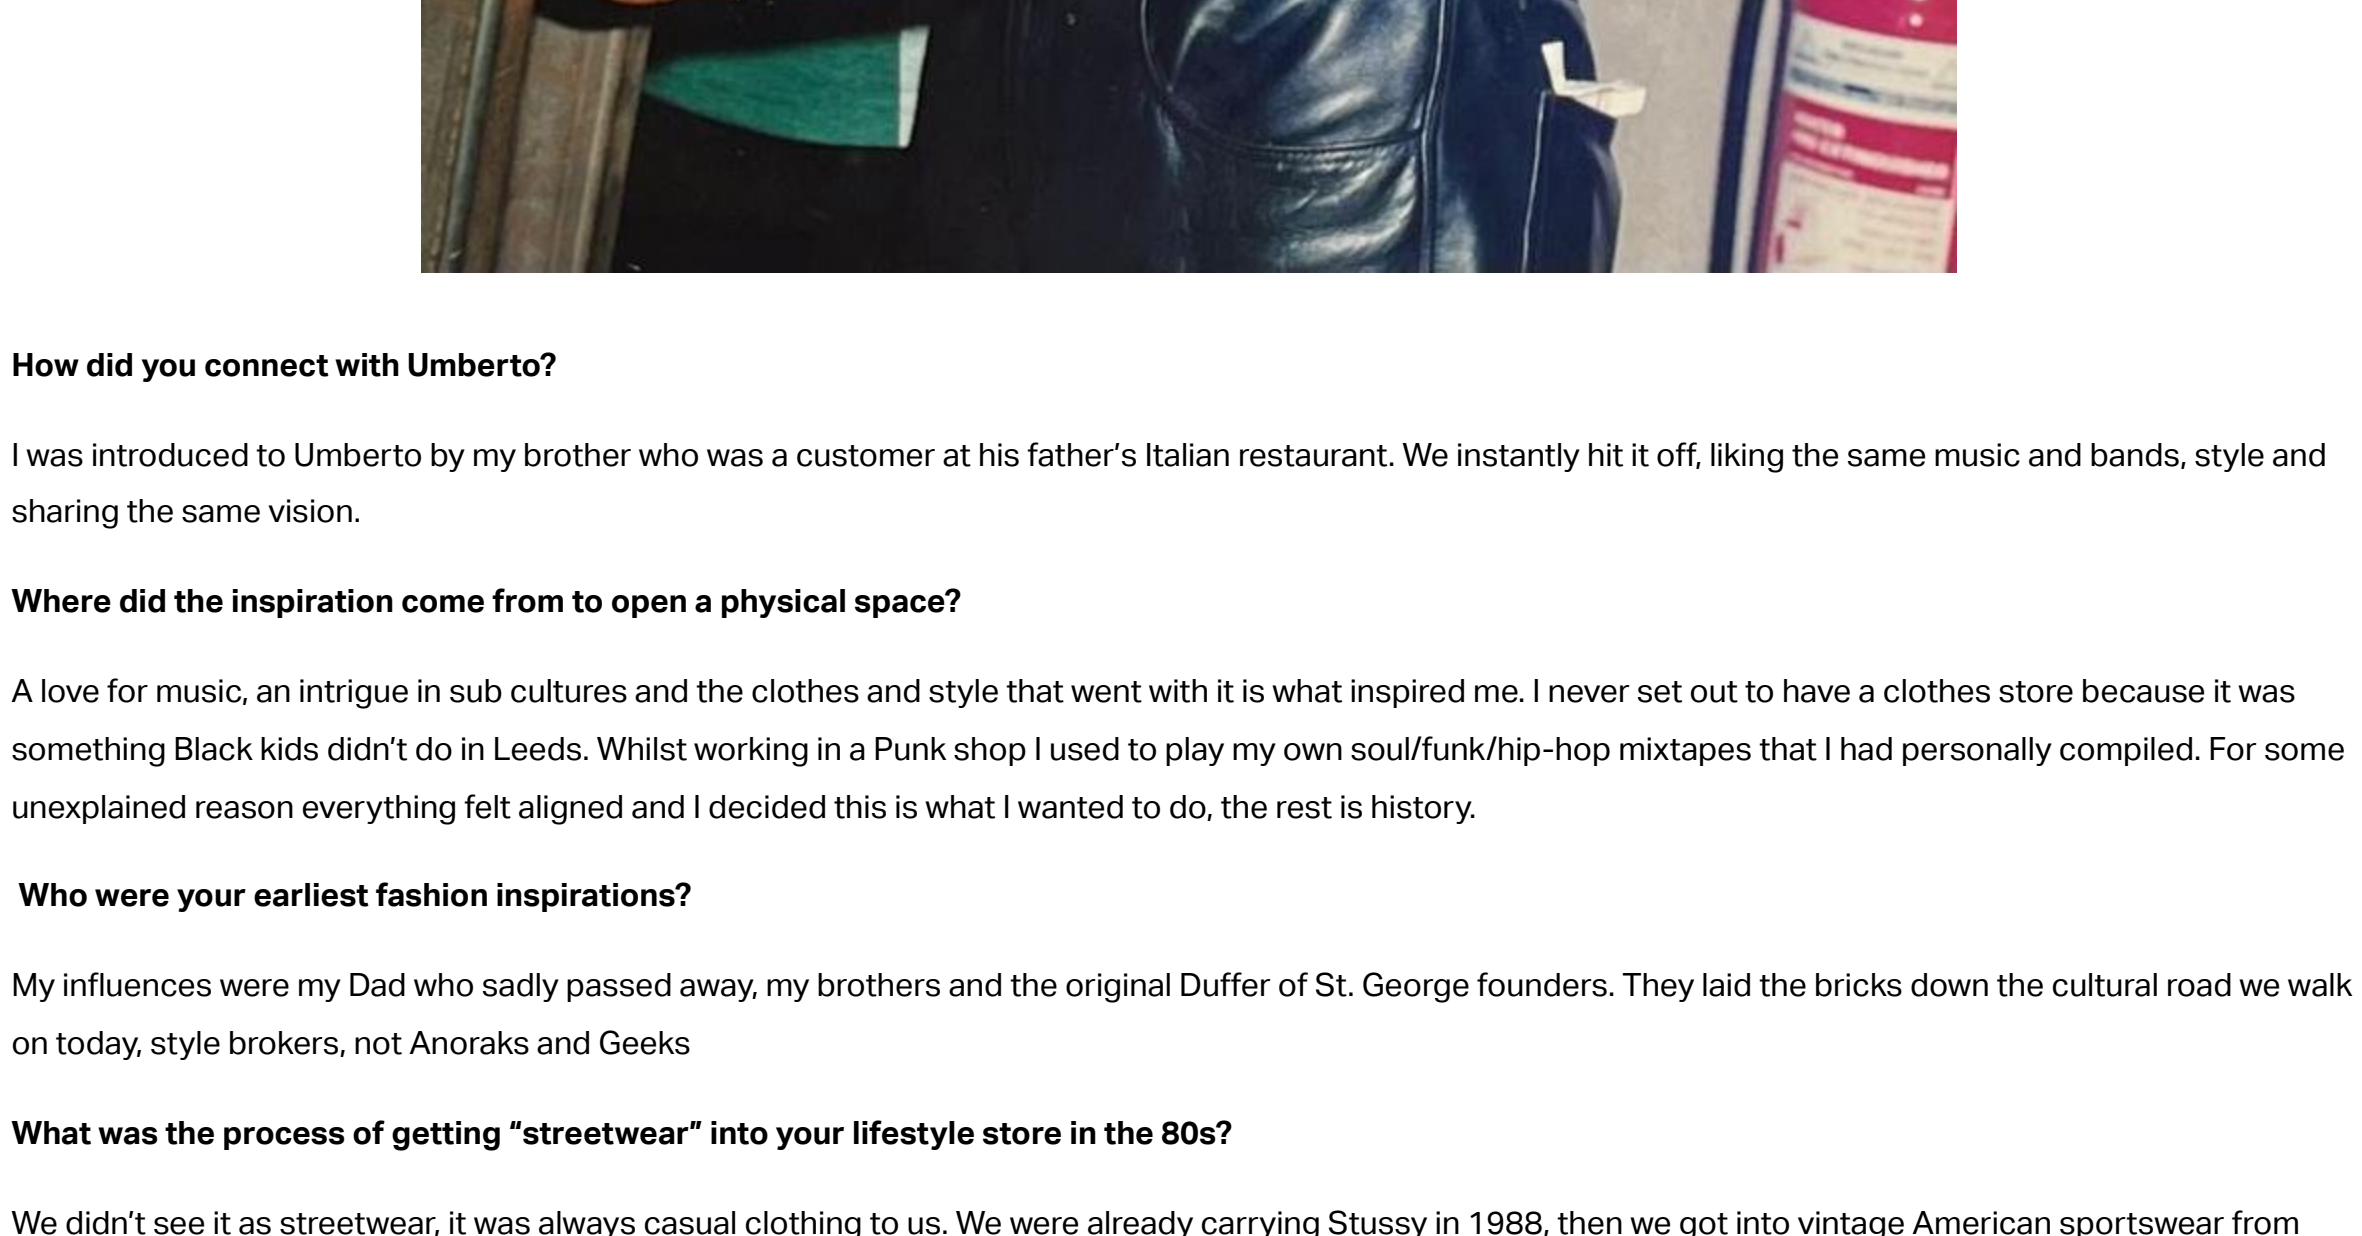 How did you connect with Umberto?
I was introduced to Umberto by my brother who was a customer at his father’s Italian restaurant. We instantly hit it off, liking the same music and bands, style and
sharing the same vision.
Where did the inspiration come from to open a physical space?
A love for music, an intrigue in sub cultures and the clothes and style that went with it is what inspired me. I never set out to have a clothes store because it was
something Black kids didn’t do in Leeds. Whilst working in a Punk shop I used to play my own soul/funk/hip-hop mixtapes that I had personally compiled. For some
unexplained reason everything felt aligned and I decided this is what I wanted to do, the rest is history.
Who were your earliest fashion inspirations?
My influences were my Dad who sadly passed away, my brothers and the original Duffer of St. George founders. They laid the bricks down the cultural road we walk
on today, style brokers, not Anoraks and Geeks
What was the process of getting “streetwear” into your lifestyle store in the 80s?
We didn’t see it as streetwear, it was always casual clothing to us. We were already carrying Stussy in 1988, then we got into vintage American sportswear from